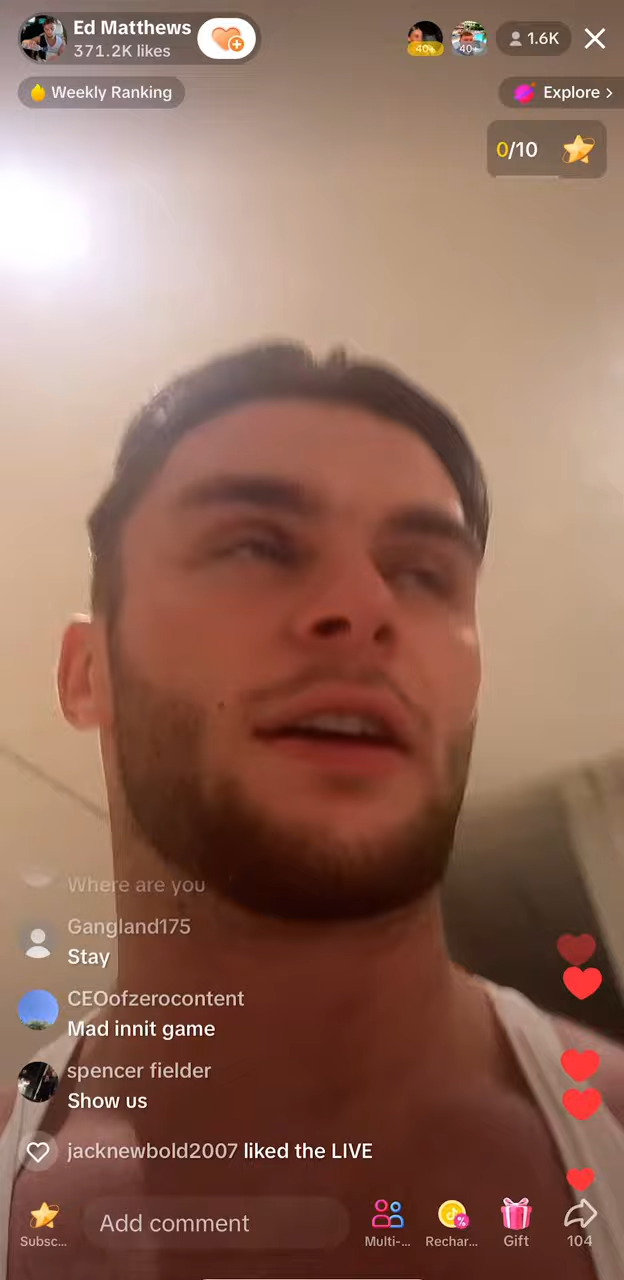 Ed Matthews
371.2K likes
40+
40+
1.6K
Weekly Ranking
Explore >
0/10
Where are you
Gangland175
Stay
CEOofzerocontent
Mad innit game
spencer fielder
Show us
jacknewbold2007 liked the LIVE
Add comment
Subsc...
Multi-...
Rechar...
Gift
104